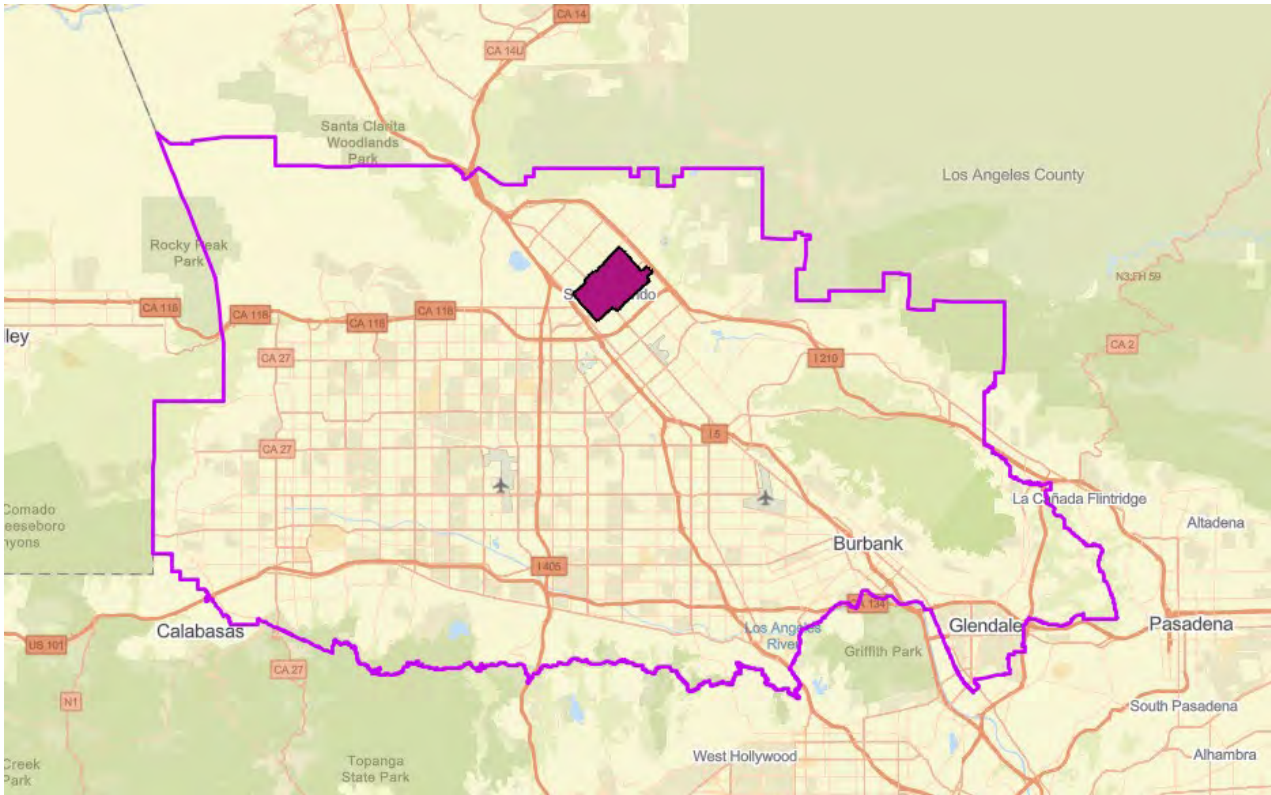 CA 14
CA 14U
Santa Clarita
Woodlands
Park
Los Angeles County
Rocky Peak
Park
N3:FH 59
CA 118
CA 118
CA 118
CA 118
ley
CA 2
CA 27
I 210
I 5
CA 27
La Cañada Flintridge
Altadena
eeseboro
nyons
Burbank
I 405
CA 134
Calabasas
Los Angeles
River
Glendale
Pasadena
US 101
Griffith Park
CA 27
N1
South Pasadena
West Hollywood
Alhambra
Topanga
State Park
Creek
Park